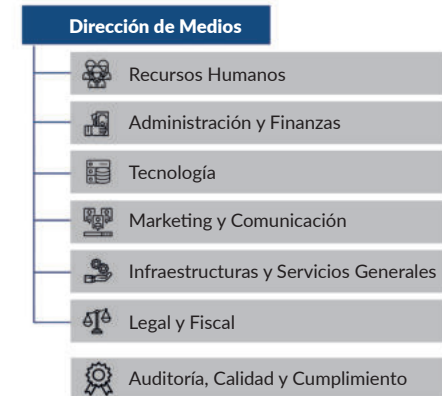 Dirección de Medios
Recursos Humanos
Administración y Finanzas
Tecnología
Marketing y Comunicación
Infraestructuras y Servicios Generales
Legal y Fiscal
Auditoría, Calidad y Cumplimiento